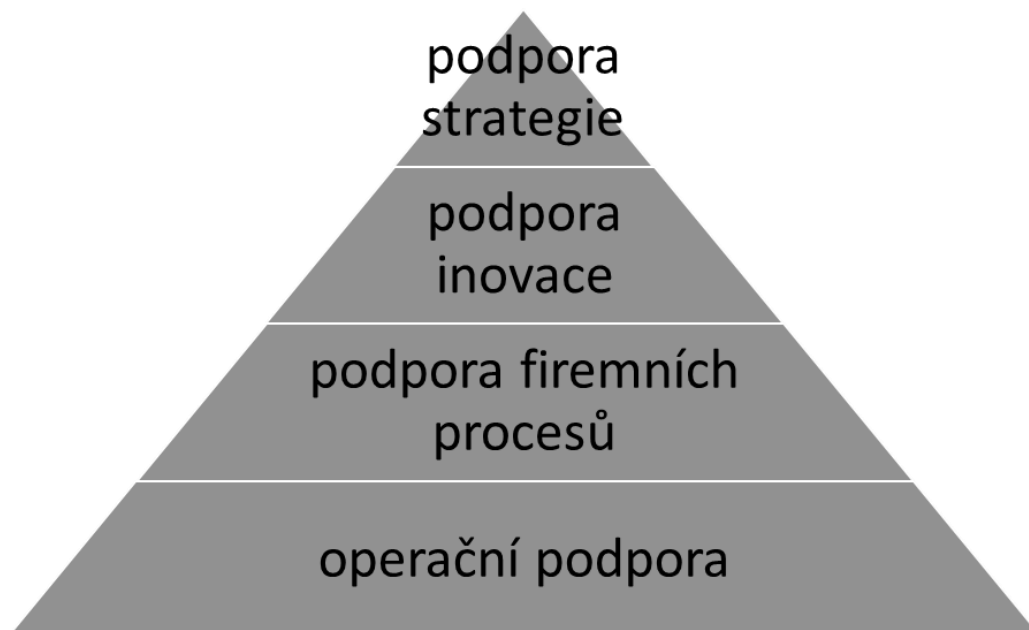 podpora
strategie
podpora
inovace
podpora firemních
procesů
operační podpora